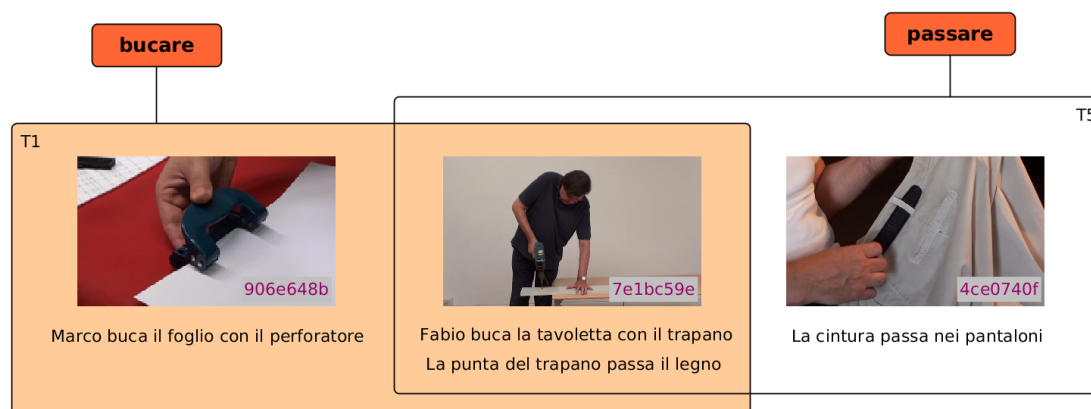 bucare
passare
T1
T5
906e648b
7e1bc59e
4ce0740f
Marco buca il foglio con il perforatore
Fabio buca la tavoletta con il trapano
La punta del trapano passa il legno
La cintura passa nei pantaloni